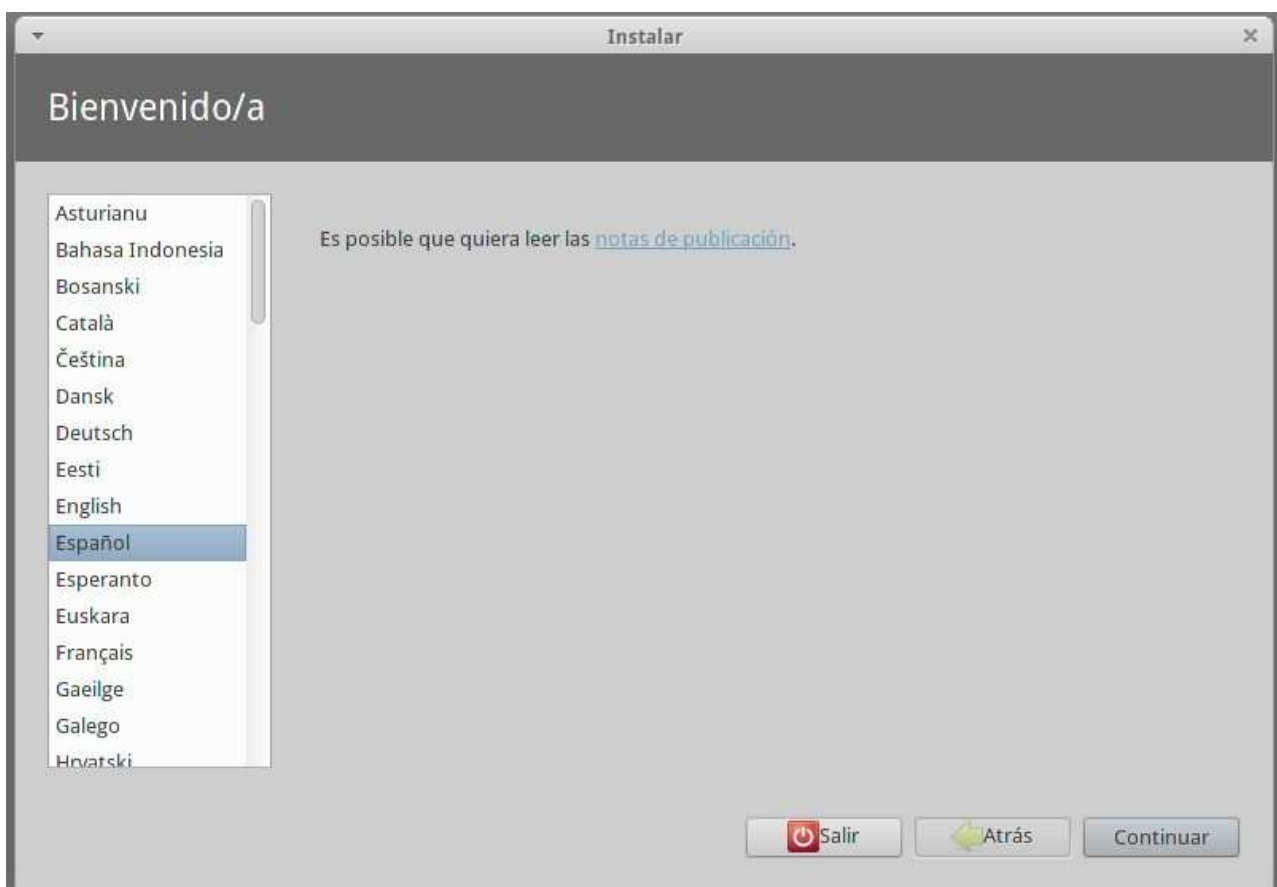 Instalar
Bienvenido/a
Asturianu
Bahasa Indonesia
Bosanski
Català
Čeština
Dansk
Deutsch
Eesti
English
Español
Esperanto
Euskara
Français
Gaeilge
Galego
Hrvatski
Es posible que quiera leer las notas de publicación.
Salir
Atrás
Continuar